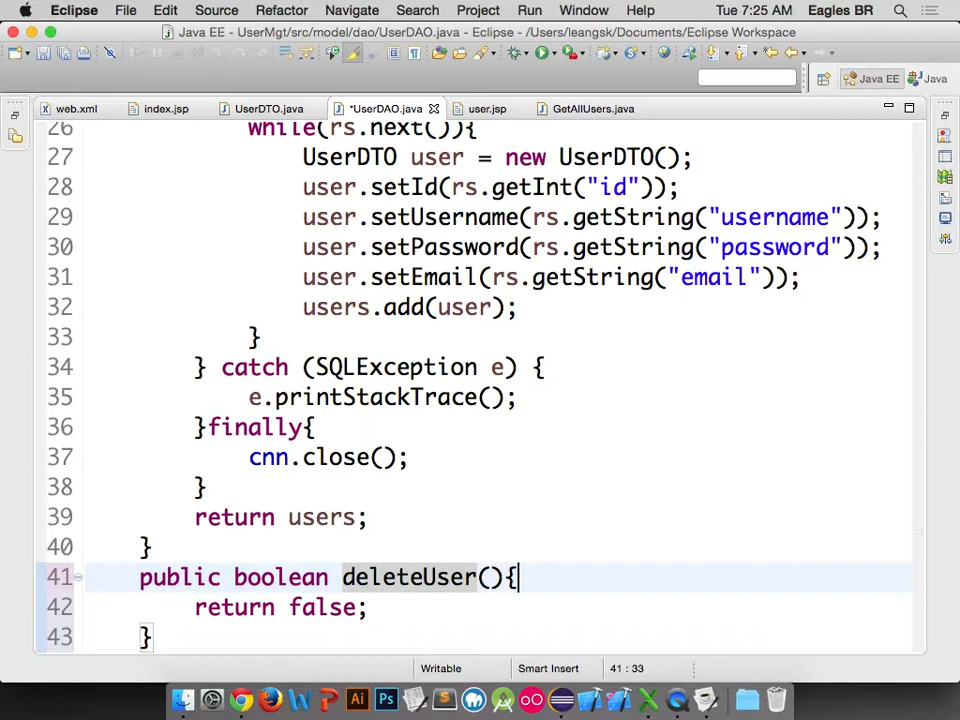 Eclipse File Edit Source Refactor Navigate Search Project Run Window Help Tue 7:25 AM Eagles BR
Java EE - UserMgt/src/model/dao/UserDAO.java - Eclipse - /Users/leangsk/Documents/Eclipse Workspace
Java EE Java
web.xml index.jsp UserDTO.java *UserDAO.java user.jsp GetAllUsers.java
26 while(rs.next()){
27 UserDTO user = new UserDTO();
28 user.setId(rs.getInt("id"));
29 user.setUsername(rs.getString("username"));
30 user.setPassword(rs.getString("password"));
31 user.setEmail(rs.getString("email"));
32 users.add(user);
33 }
34 } catch (SQLException e) {
35 e.printStackTrace();
36 }finally{
37 cnn.close();
38 }
39 return users;
40 }
41 public boolean deleteUser(){
42 return false;
43 }
Writable Smart Insert 41 : 33